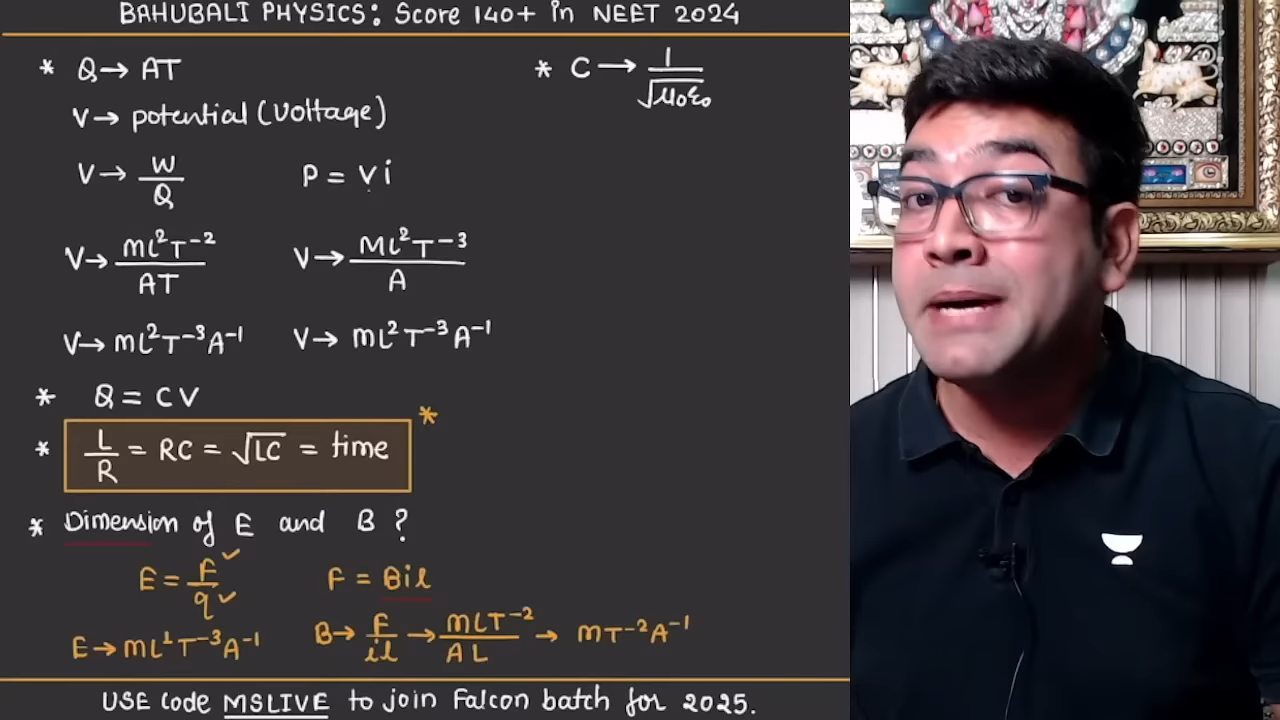 BAHUBALI PHYSICS: Score 140+ in NEET 2024
* Q → AT
V → potential (Voltage)
V → W/Q
P = Vi
V → ML²T⁻²/AT
V → ML²T⁻³/A
V → ML²T⁻³A⁻¹
V → ML²T⁻³A⁻¹
* Q = CV
* L/R = RC = √LC = time *
* Dimension of E and B ?
E = F/q
F = Bil
E → ML¹T⁻³A⁻¹
B → F/il → MLT⁻²/AL → MT⁻²A⁻¹
* C → 1/√μ₀ε₀
USE Code MSLIVE to join Falcon batch for 2025.